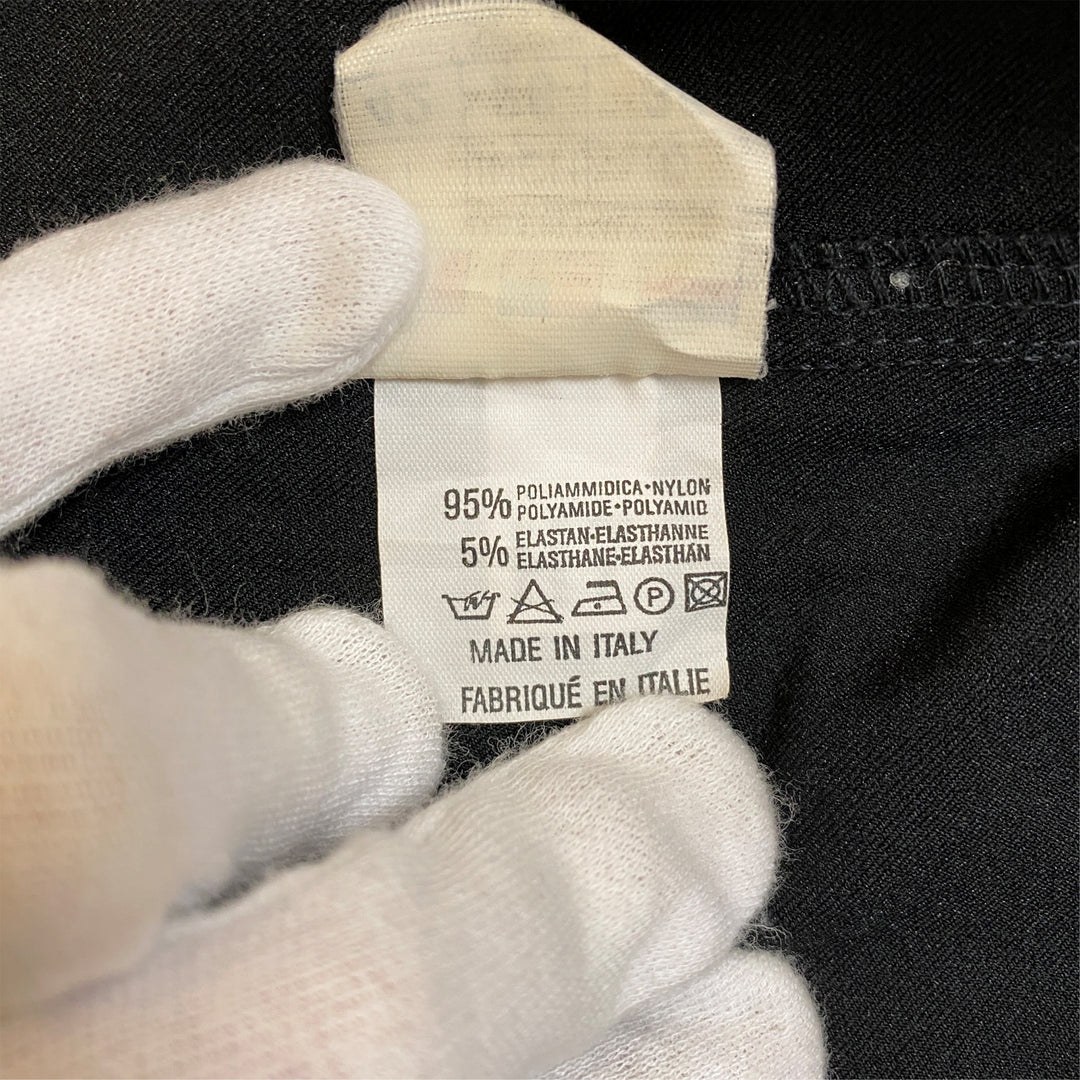 95% POLIAMMIDICA•NYLON
POLYAMIDE•POLYAMID
5% ELASTAN•ELASTHANNE
ELASTHANE•ELASTHAN
P
MADE IN ITALY
FABRIQUÉ EN ITALIE